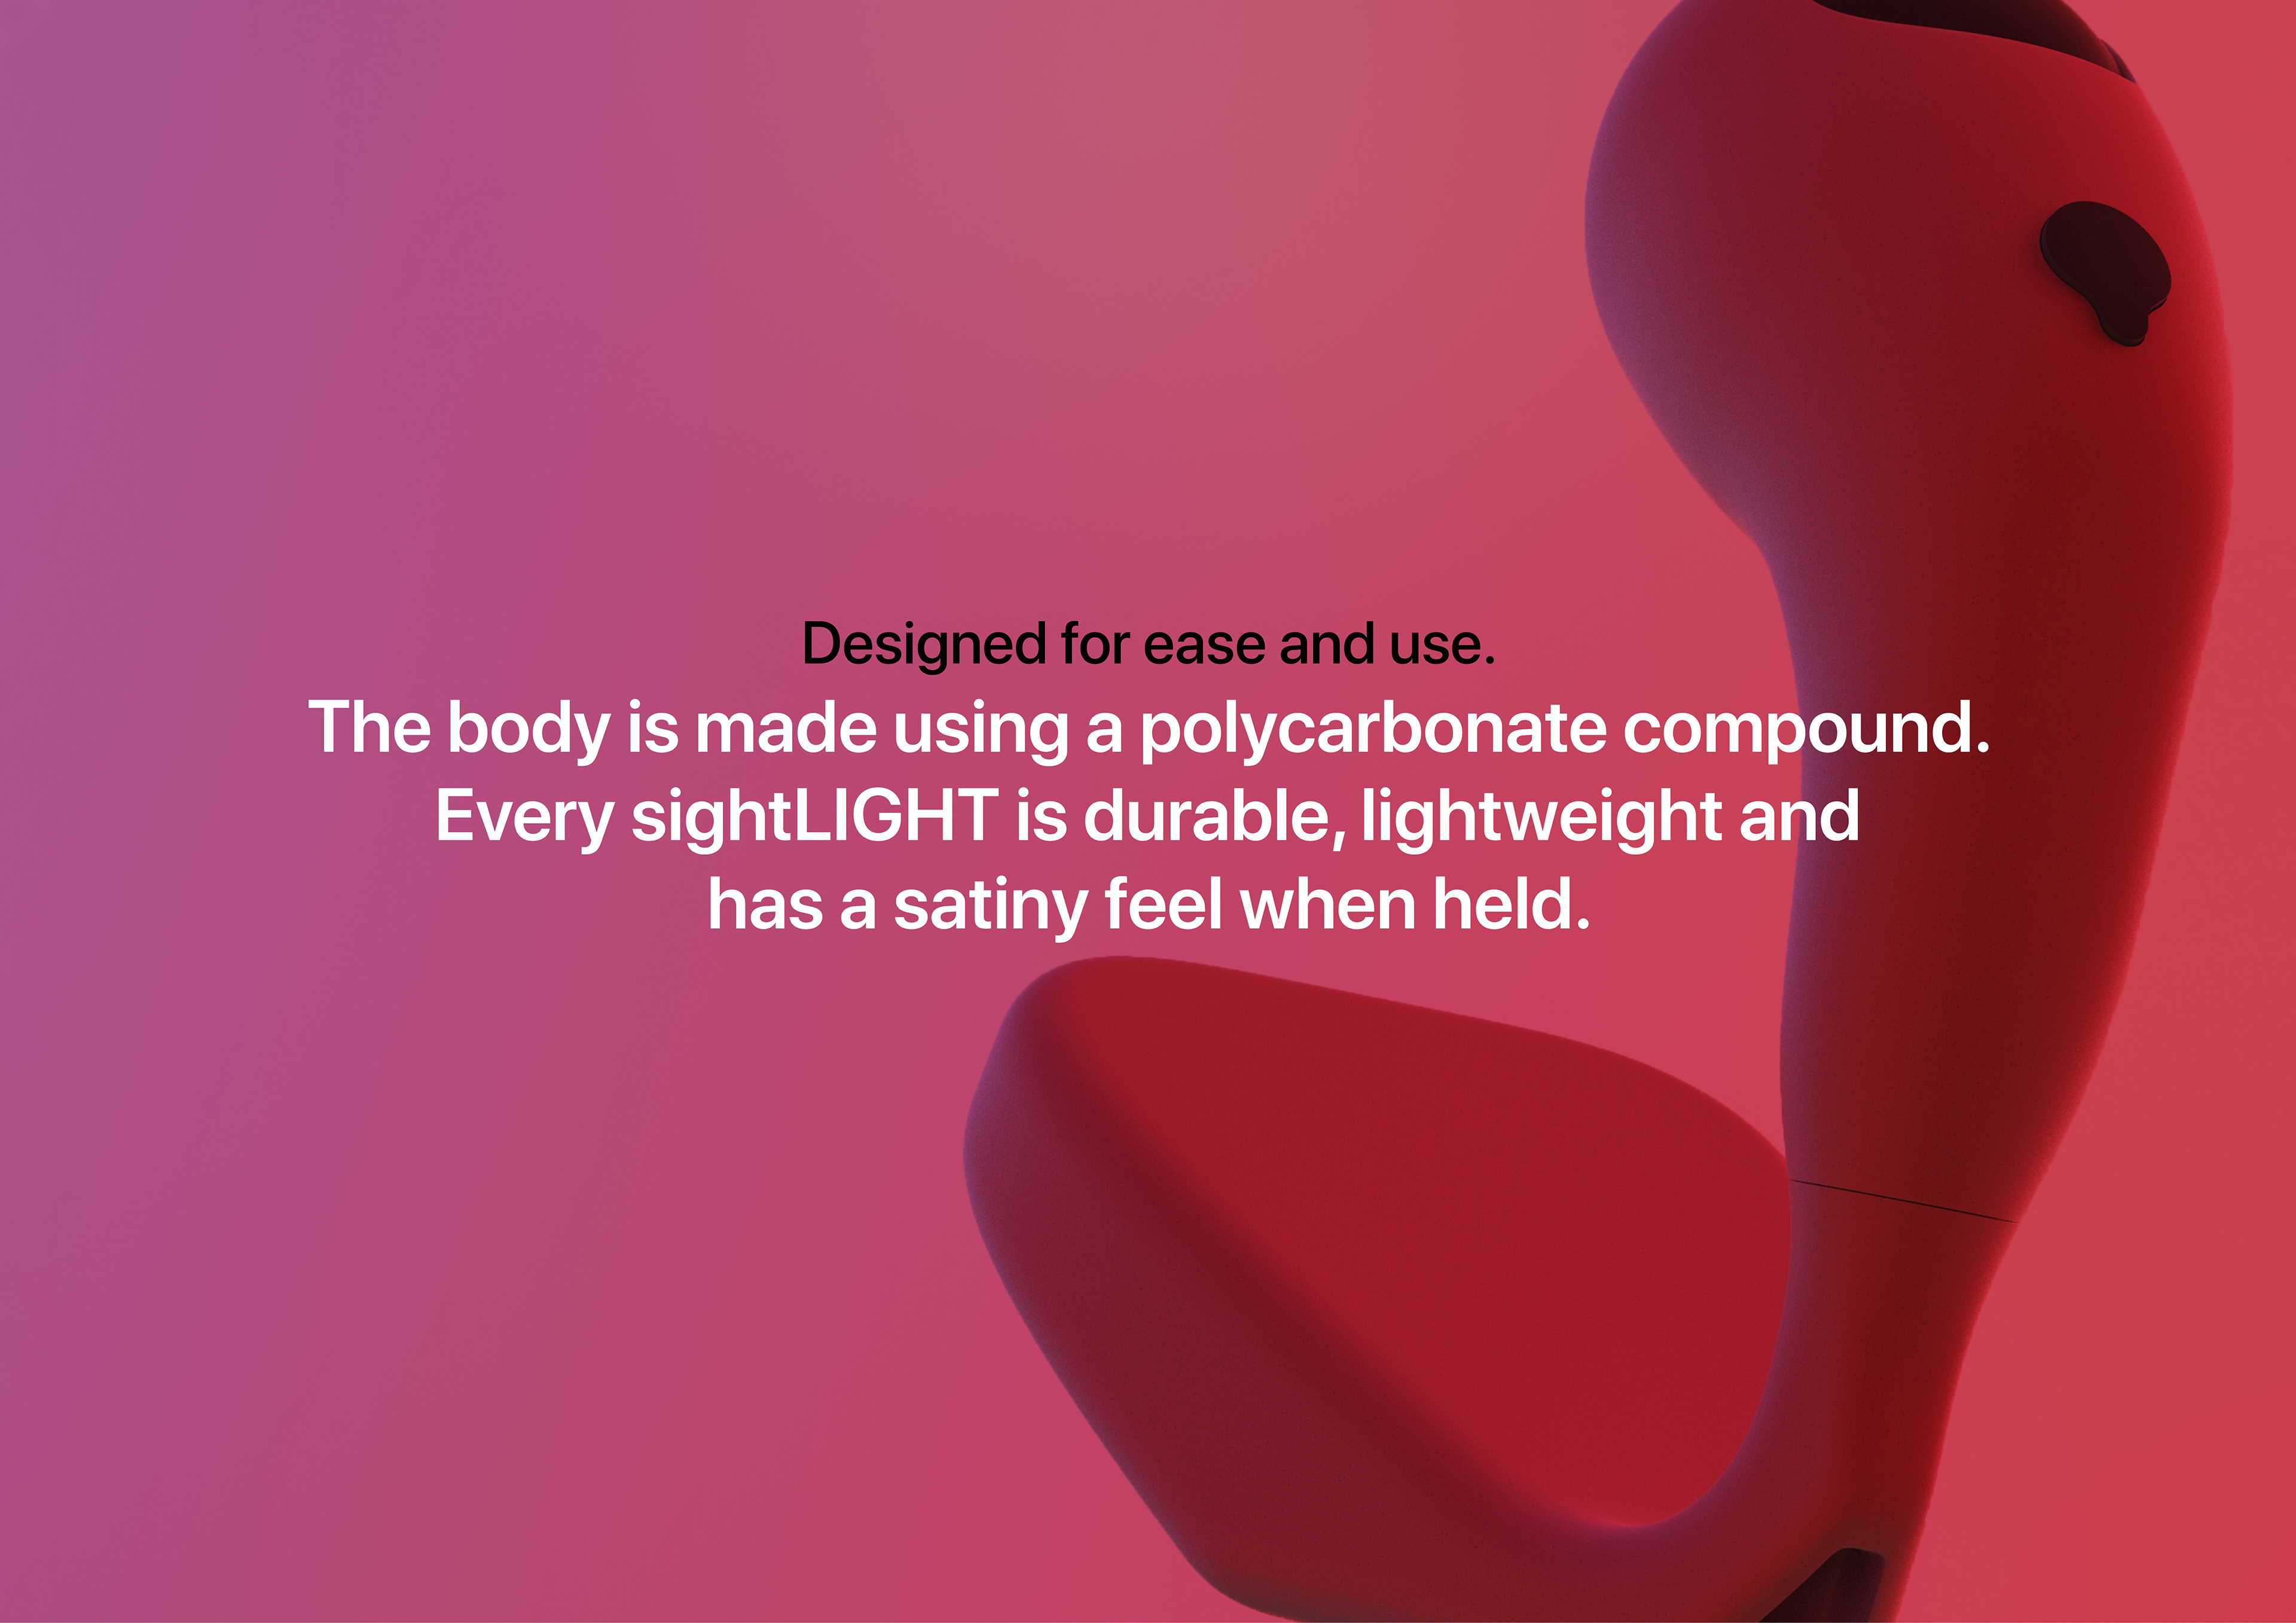 Designed for ease and use.
The body is made using a polycarbonate compound.
Every sightLIGHT is durable, lightweight and
has a satiny feel when held.